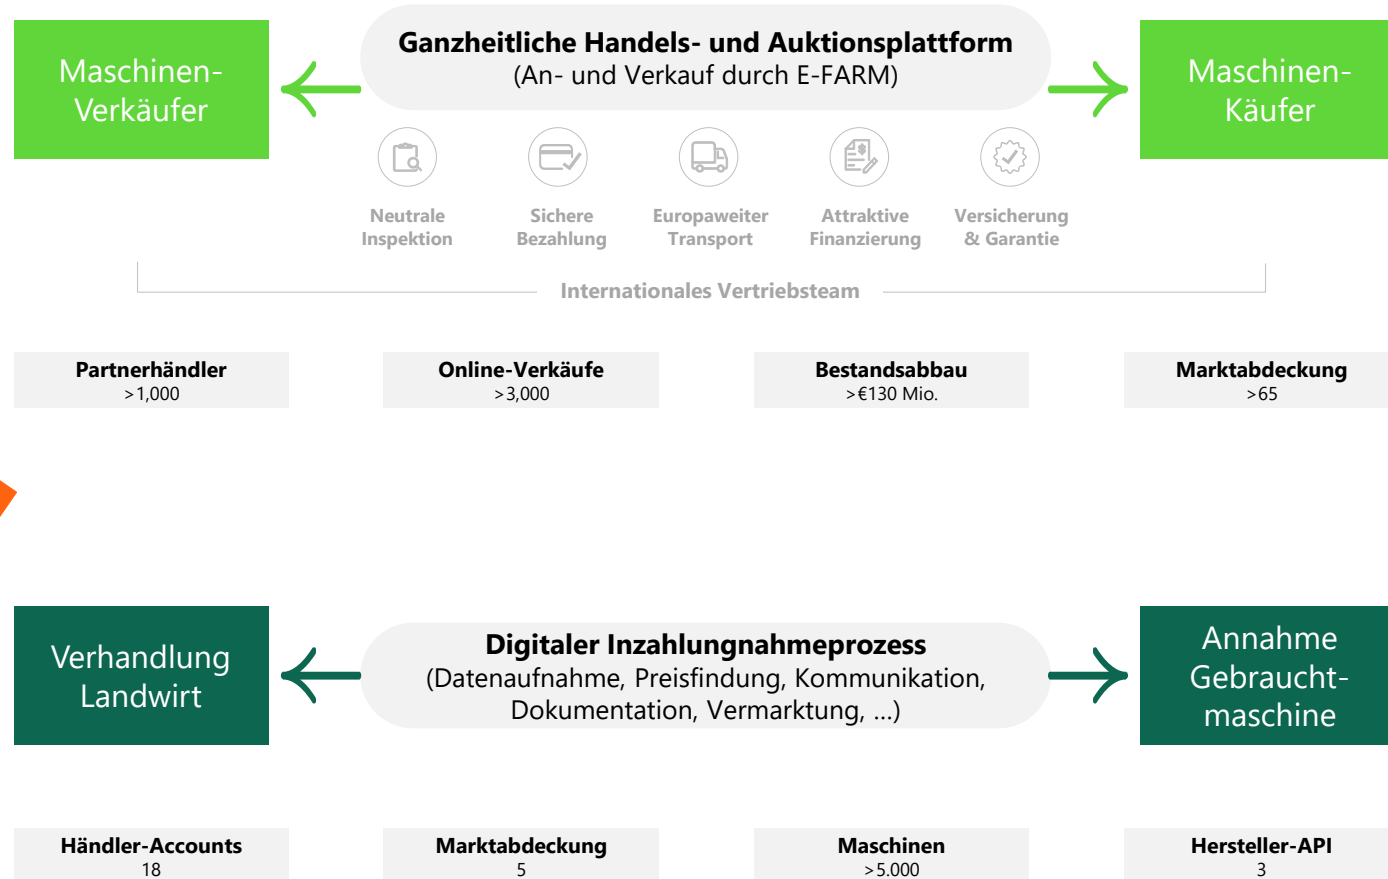 Maschinen-
Verkäufer
Ganzheitliche Handels- und Auktionsplattform
(An- und Verkauf durch E-FARM)
Maschinen-
Käufer
Neutrale
Inspektion
Sichere
Bezahlung
Europaweiter
Transport
Attraktive
Finanzierung
Versicherung
& Garantie
Internationales Vertriebsteam
Partnerhändler
>1,000
Online-Verkäufe
>3,000
Bestandsabbau
>€130 Mio.
Marktabdeckung
>65
Verhandlung
Landwirt
Digitaler Inzahlungnahmeprozess
(Datenaufnahme, Preisfindung, Kommunikation,
Dokumentation, Vermarktung, ...)
Annahme
Gebraucht-
maschine
Händler-Accounts
18
Marktabdeckung
5
Maschinen
>5.000
Hersteller-API
3